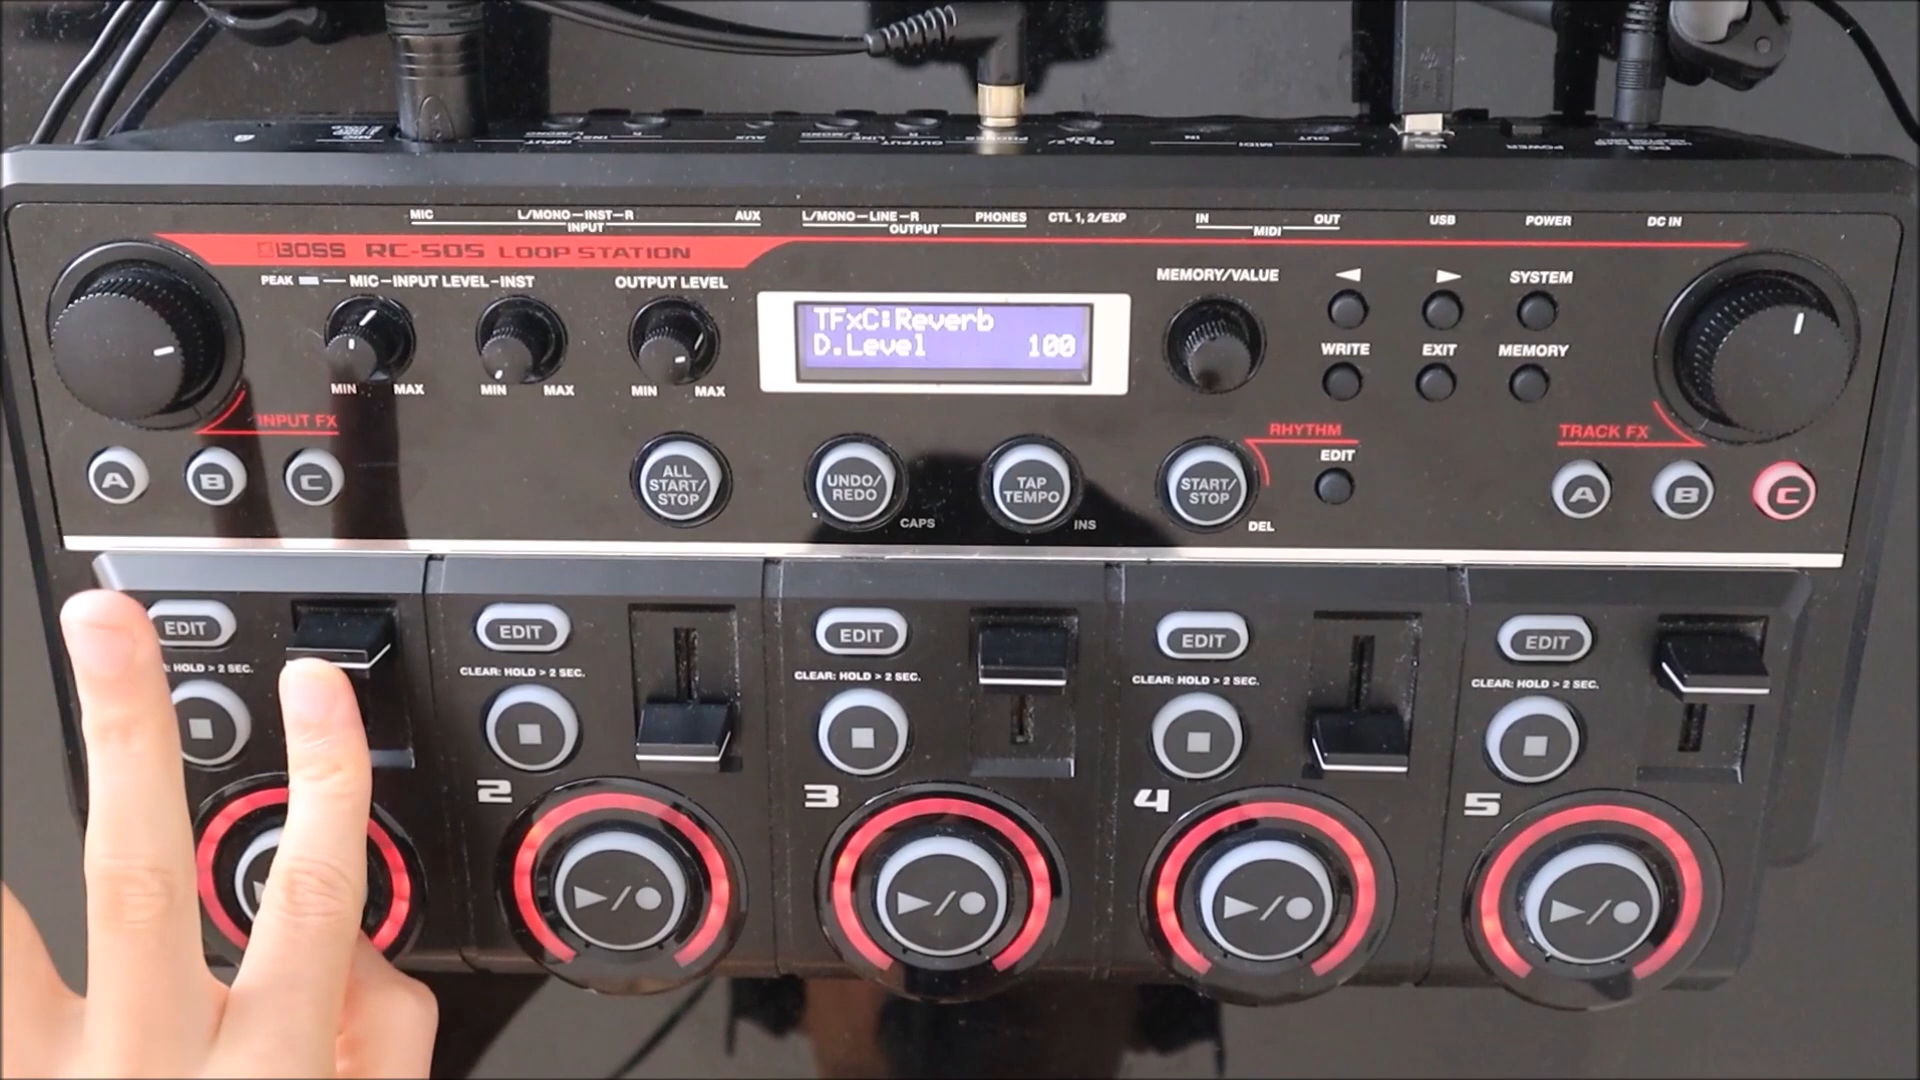 MIC L/MONO—INST—R AUX L/MONO—LINE—R PHONES CTL 1, 2/EXP IN OUT USB POWER DC IN
INPUT OUTPUT MIDI
BOSS RC-505 LOOP STATION
PEAK MIC-INPUT LEVEL-INST OUTPUT LEVEL MEMORY/VALUE ◀ ▶ SYSTEM
TFxC:Reverb
D.Level 100
WRITE EXIT MEMORY
MIN MAX MIN MAX MIN MAX
INPUT FX RHYTHM TRACK FX
EDIT
A B C
ALL
START/
STOP
UNDO/
REDO
CAPS
TAP
TEMPO
INS
START/
STOP
DEL
A B C
EDIT EDIT EDIT EDIT EDIT
: HOLD > 2 SEC. CLEAR: HOLD > 2 SEC. CLEAR: HOLD > 2 SEC. CLEAR: HOLD > 2 SEC. CLEAR: HOLD > 2 SEC.
2 3 4 5